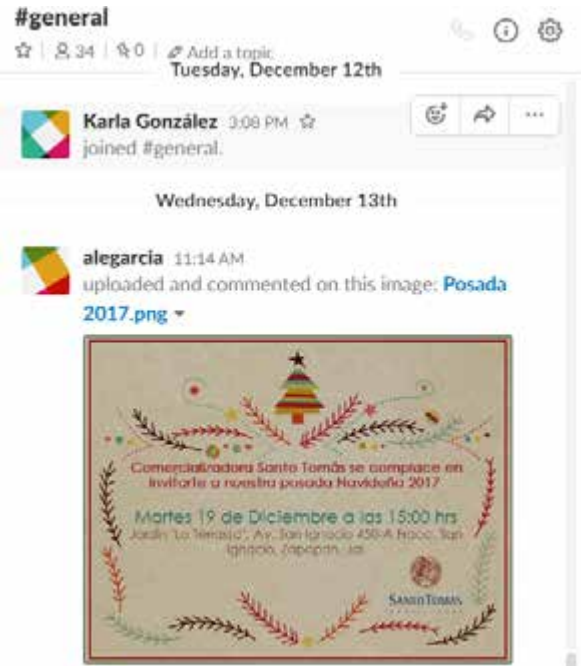 #general
34 | 0 | Add a topic
Tuesday, December 12th
Karla González 3:08 PM
joined #general.
Wednesday, December 13th
alegarcia 11:14 AM
uploaded and commented on this image: Posada
2017.png
Comercializadora Santo Tomás se complace en
invitarte a nuestra posada Navideña 2017
Martes 19 de Diciembre a las 15:00 hrs
Jardín "La Terraza", Av. San Ignacio 450-A Fracc. San
Ignacio, Zapopan, Jal.
SANTO TOMÁS